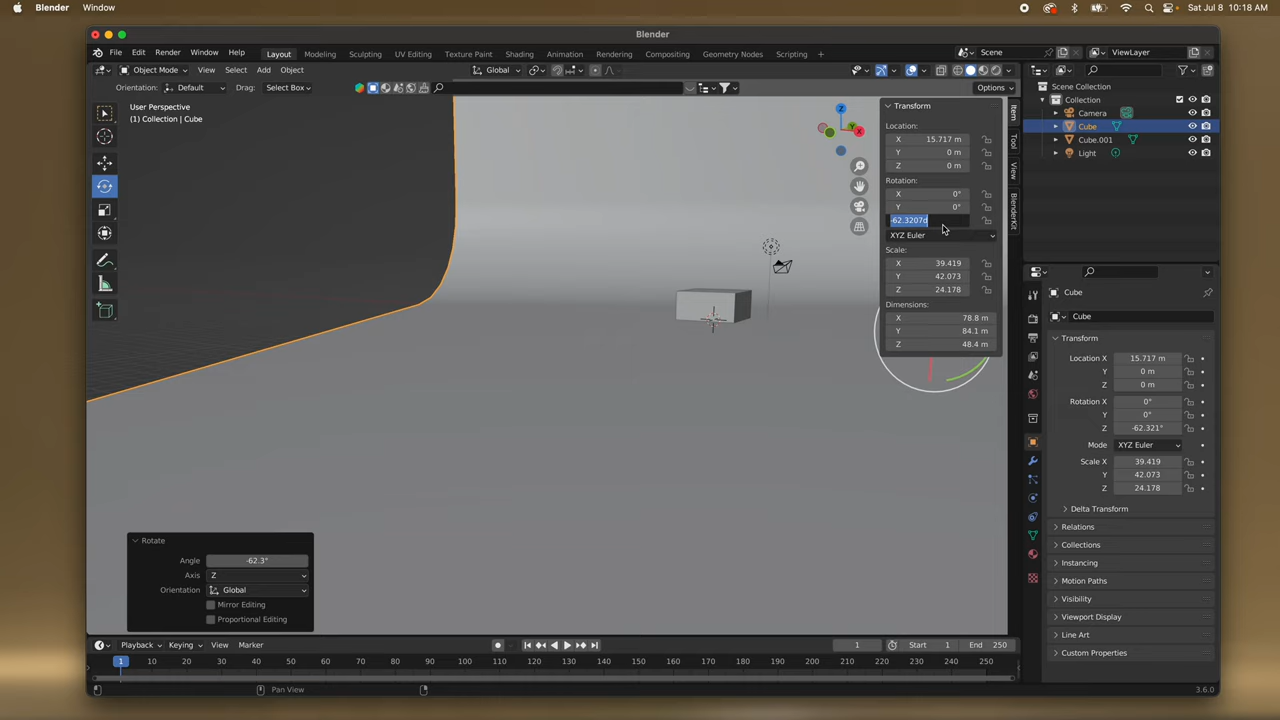 Blender
Window
Sat Jul 8 10:18 AM
Blender
File Edit Render Window Help
Layout Modeling Sculpting UV Editing Texture Paint Shading Animation Rendering Compositing Geometry Nodes Scripting +
Scene
ViewLayer
Object Mode View Select Add Object
Global
Orientation: Default Drag: Select Box
Options
User Perspective
(1) Collection | Cube
Z
X
Y
Transform
Location:
X 15.717 m
Y 0 m
Z 0 m
Rotation:
X 0°
Y 0°
-62.3207d
XYZ Euler
Scale:
X 39.419
Y 42.073
Z 24.178
Dimensions:
X 78.8 m
Y 84.1 m
Z 48.4 m
Item
Tool
View
BlenderKit
Scene Collection
Collection
Camera
Cube
Cube.001
Light
Cube
Cube
Transform
Location X 15.717 m
Y 0 m
Z 0 m
Rotation X 0°
Y 0°
Z -62.321°
Mode XYZ Euler
Scale X 39.419
Y 42.073
Z 24.178
Delta Transform
Relations
Collections
Instancing
Motion Paths
Visibility
Viewport Display
Line Art
Custom Properties
Rotate
Angle -62.3°
Axis Z
Orientation Global
Mirror Editing
Proportional Editing
Playback Keying View Marker
1 Start 1 End 250
1 10 20 30 40 50 60 70 80 90 100 110 120 130 140 150 160 170 180 190 200 210 220 230 240 250
Pan View
3.6.0